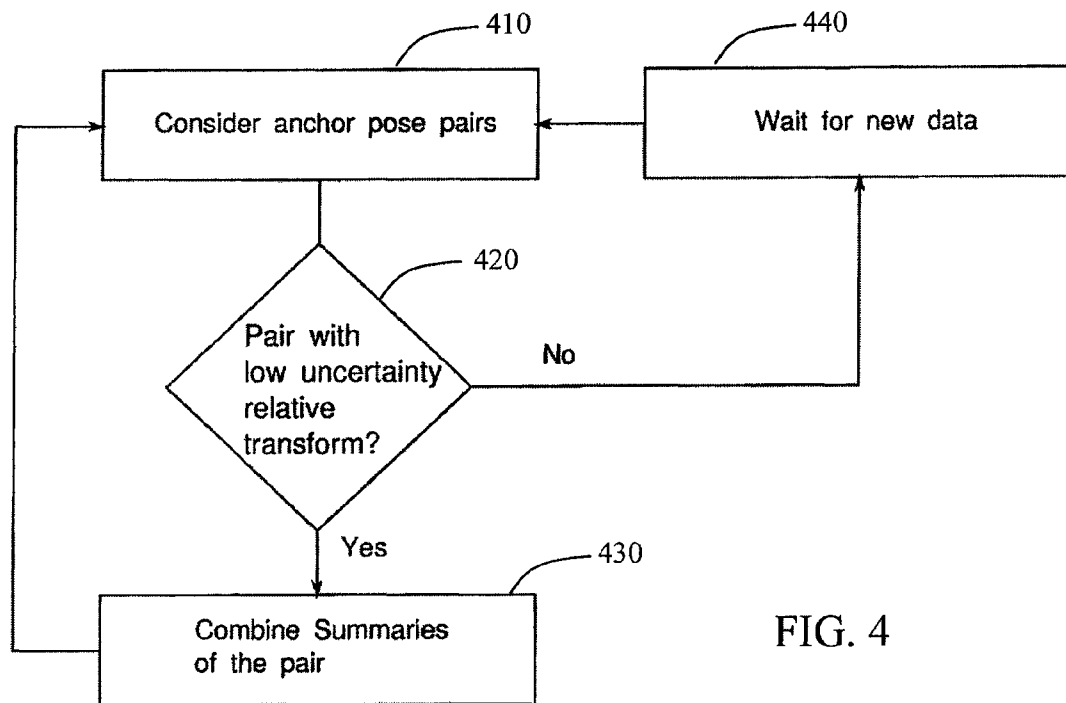 410
440
Consider anchor pose pairs
Wait for new data
420
Pair with
low uncertainty
relative
transform?
No
Yes
430
Combine Summaries
of the pair
FIG. 4